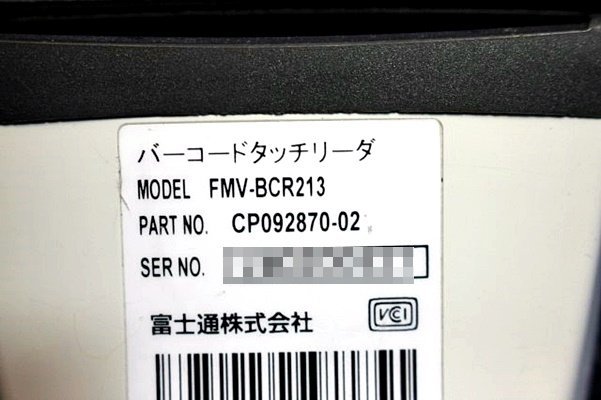 バーコードタッチリーダ
MODEL FMV-BCR213
PART NO. CP092870-02
SER NO.
富士通株式会社
VCCI